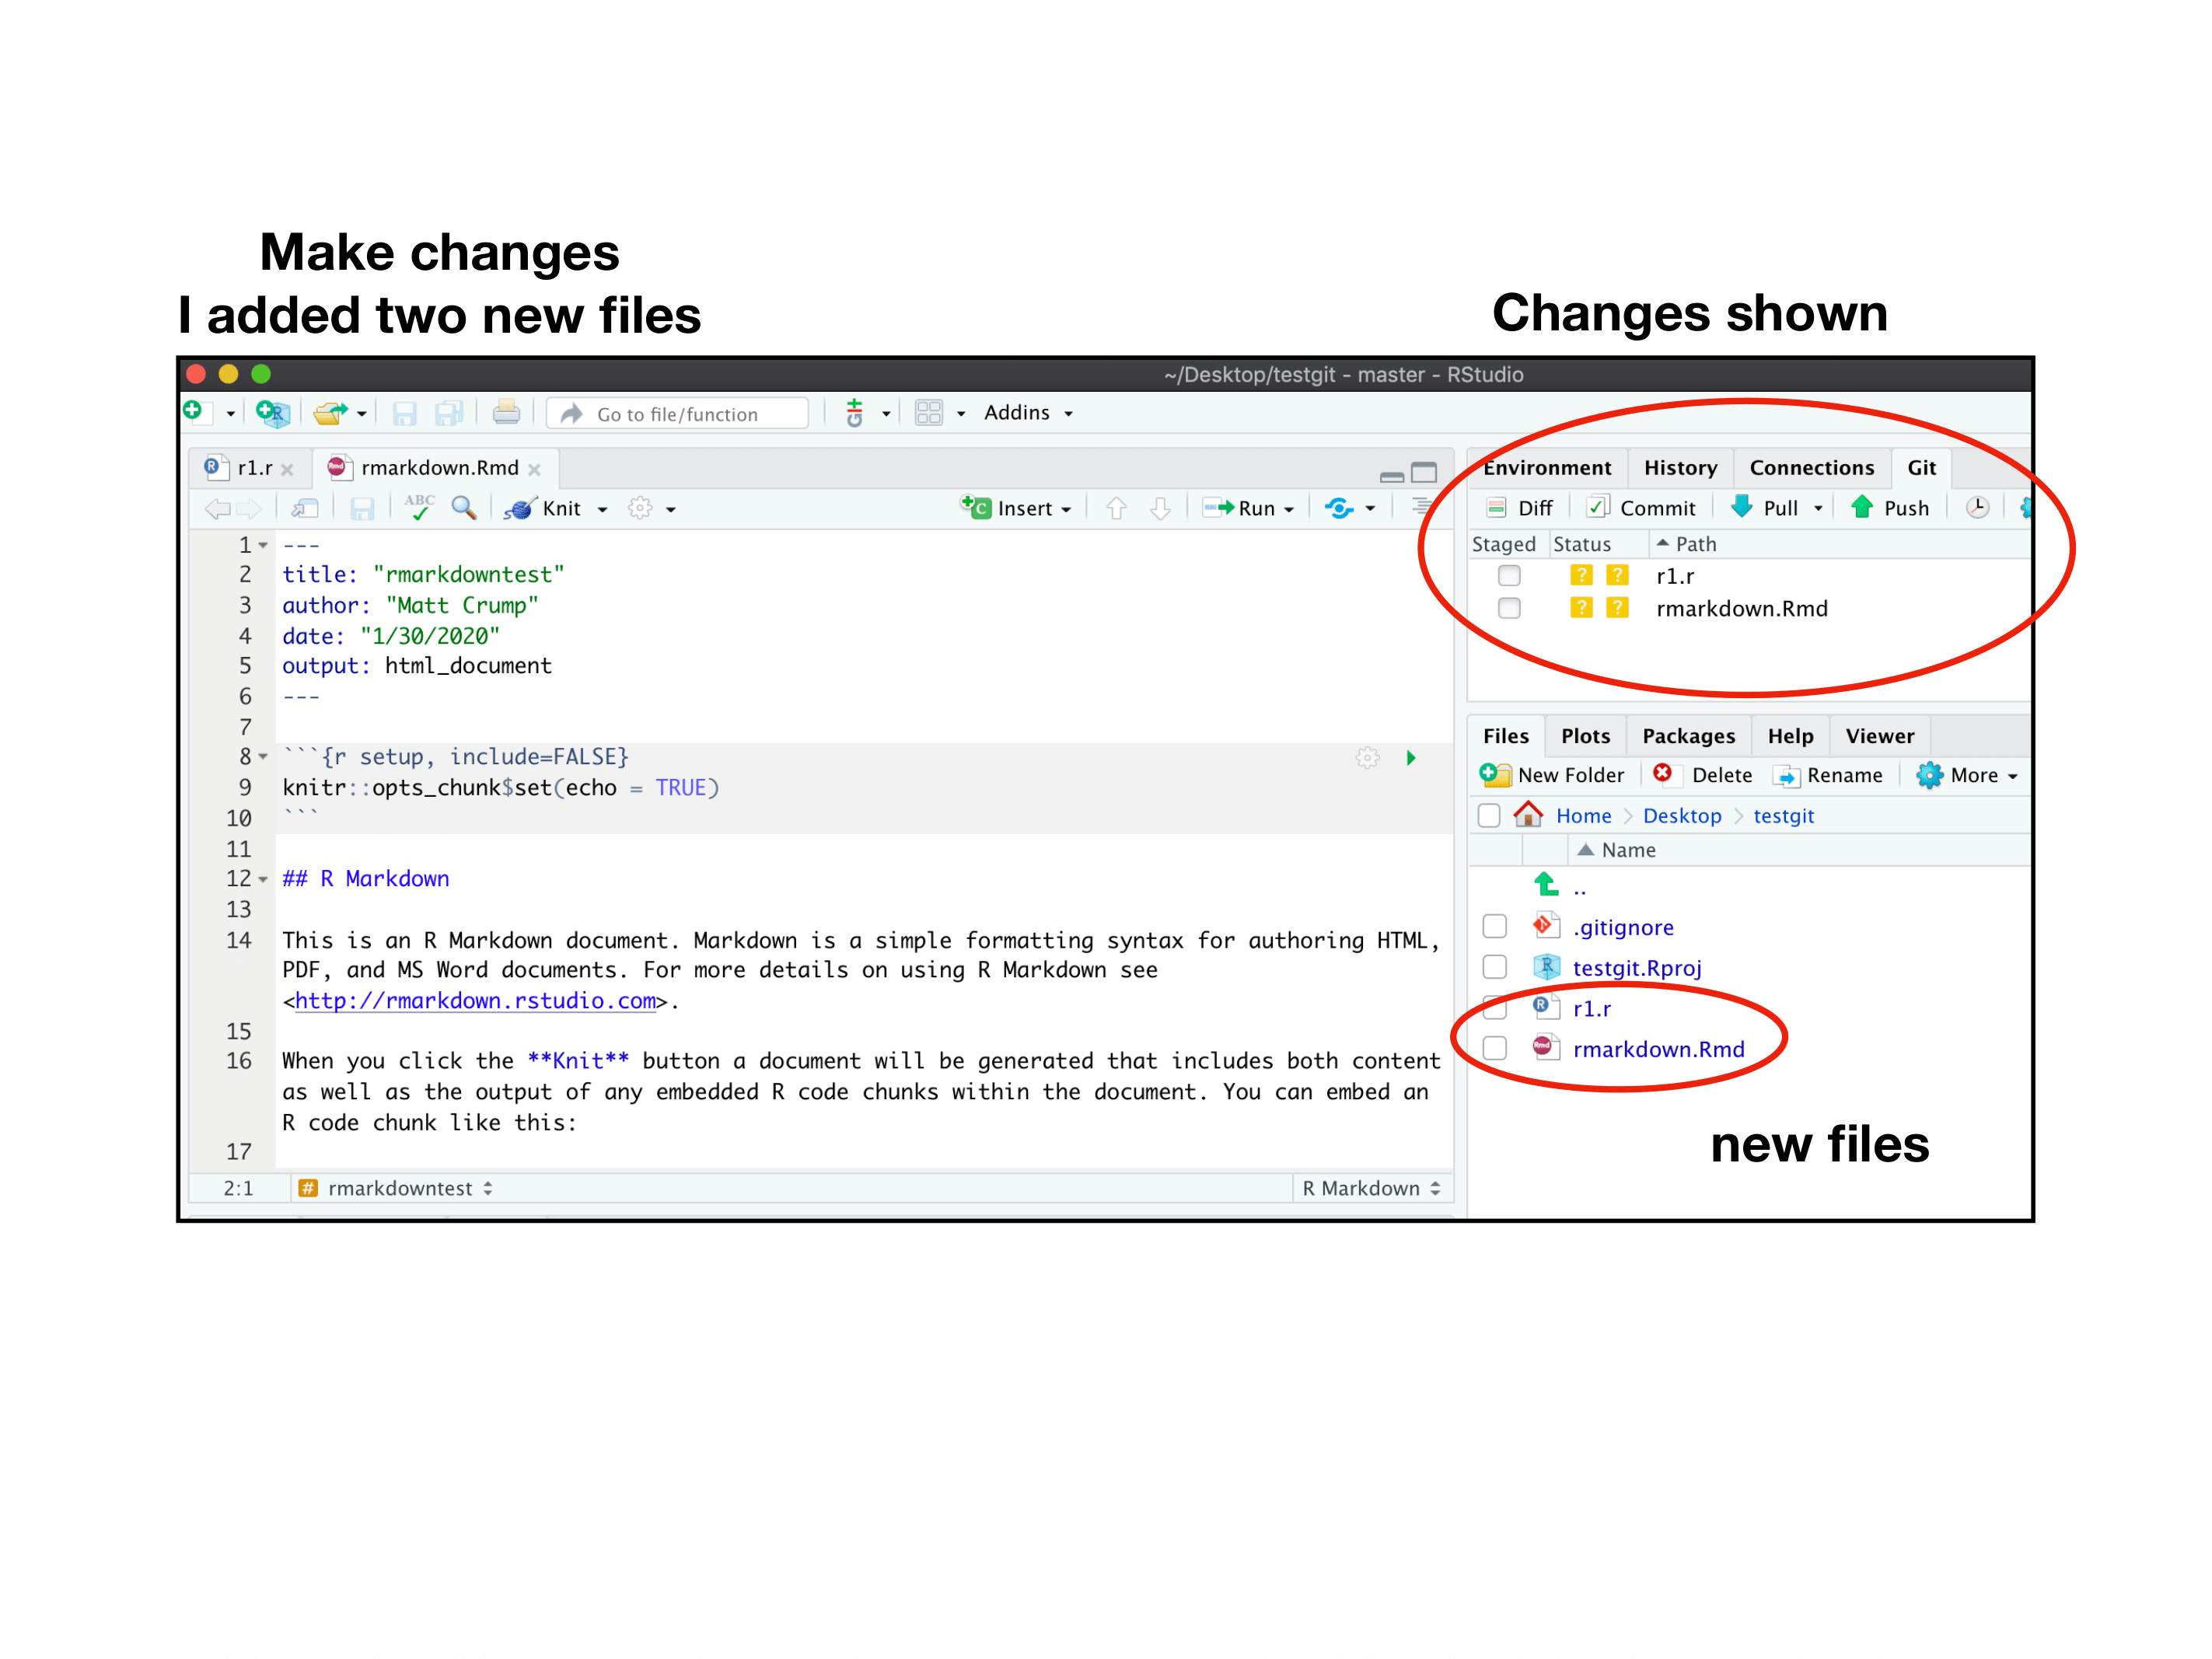 Make changes
I added two new files
Changes shown
~/Desktop/testgit - master - RStudio
Go to file/function
Addins
r1.r
rmarkdown.Rmd
ABC
Knit
Insert
Run
1 ---
2 title: "rmarkdowntest"
3 author: "Matt Crump"
4 date: "1/30/2020"
5 output: html_document
6 ---
7
8 ```{r setup, include=FALSE}
9 knitr::opts_chunk$set(echo = TRUE)
10 ```
11
12 ## R Markdown
13
14 This is an R Markdown document. Markdown is a simple formatting syntax for authoring HTML,
PDF, and MS Word documents. For more details on using R Markdown see
<http://rmarkdown.rstudio.com>.
15
16 When you click the **Knit** button a document will be generated that includes both content
as well as the output of any embedded R code chunks within the document. You can embed an
R code chunk like this:
17
2:1 # rmarkdowntest R Markdown
Environment History Connections Git
Diff Commit Pull Push
Staged Status Path
? ? r1.r
? ? rmarkdown.Rmd
Files Plots Packages Help Viewer
New Folder Delete Rename More
Home > Desktop > testgit
Name
..
.gitignore
testgit.Rproj
r1.r
rmarkdown.Rmd
new files